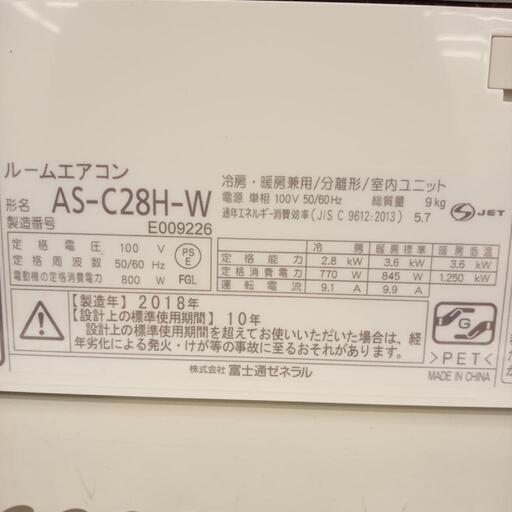 ルームエアコン
形名 AS-C28H-W
製造番号 E009226
冷房・暖房兼用/分離形/室内ユニット
電源 単相100V 50/60Hz 総質量 9kg
通年エネルギー消費効率(JIS C 9612:2013) 5.7
JET
定格電圧 100 V
定格周波数 50/60 Hz
電動機の定格消費電力 800 W
PS
E
FGL
冷房 暖房標準 暖房低温
定格能力 2.8 kW 3.6 kW 3.6 kW
定格消費電力 770 W 845 W 1,250 kW
運転電流 9.1 A 9.9 A
【製造年】2018年
【設計上の標準使用期間】10年
設計上の標準使用期間を超えてお使いいただいた場合は、経
年劣化による発火・けが等の事故に至るおそれがあります。
G
PET
MADE IN CHINA
株式会社 富士通ゼネラル